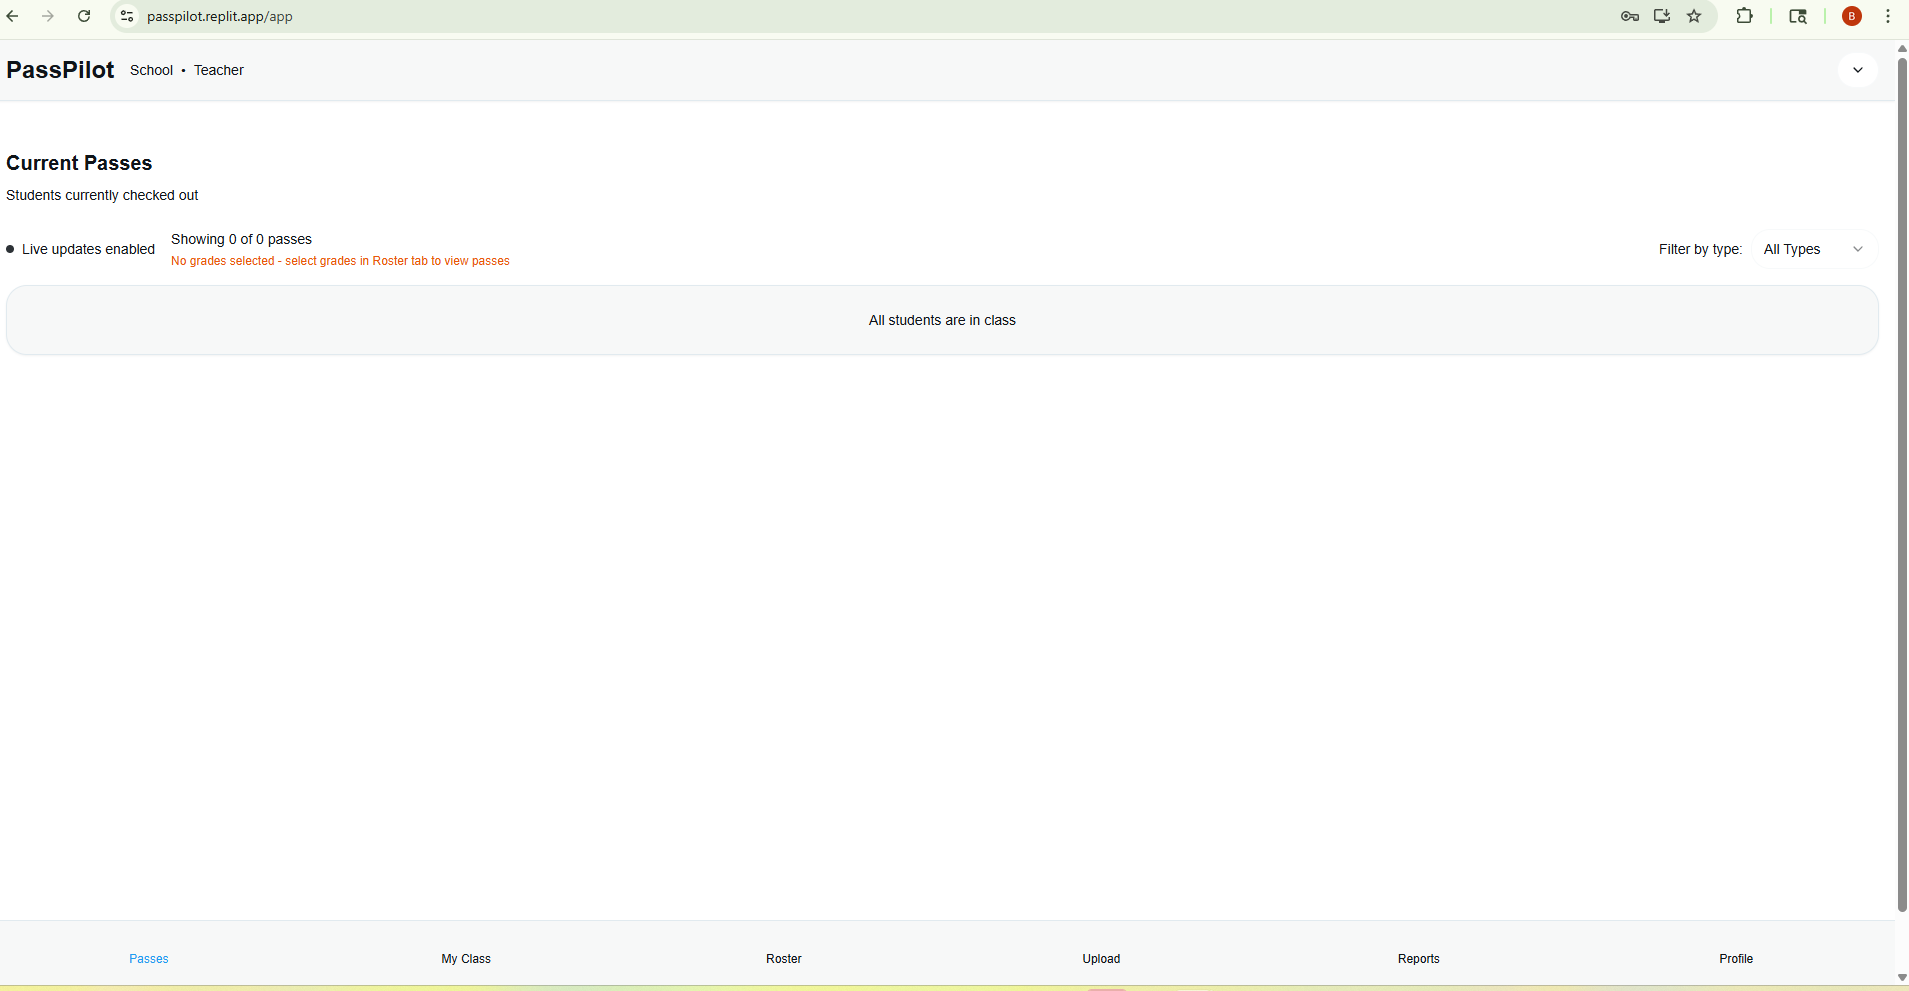 passpilot.replit.app/app
B
PassPilot School • Teacher
Current Passes
Students currently checked out
Live updates enabled
Showing 0 of 0 passes
No grades selected - select grades in Roster tab to view passes
Filter by type: All Types
All students are in class
Passes My Class Roster Upload Reports Profile